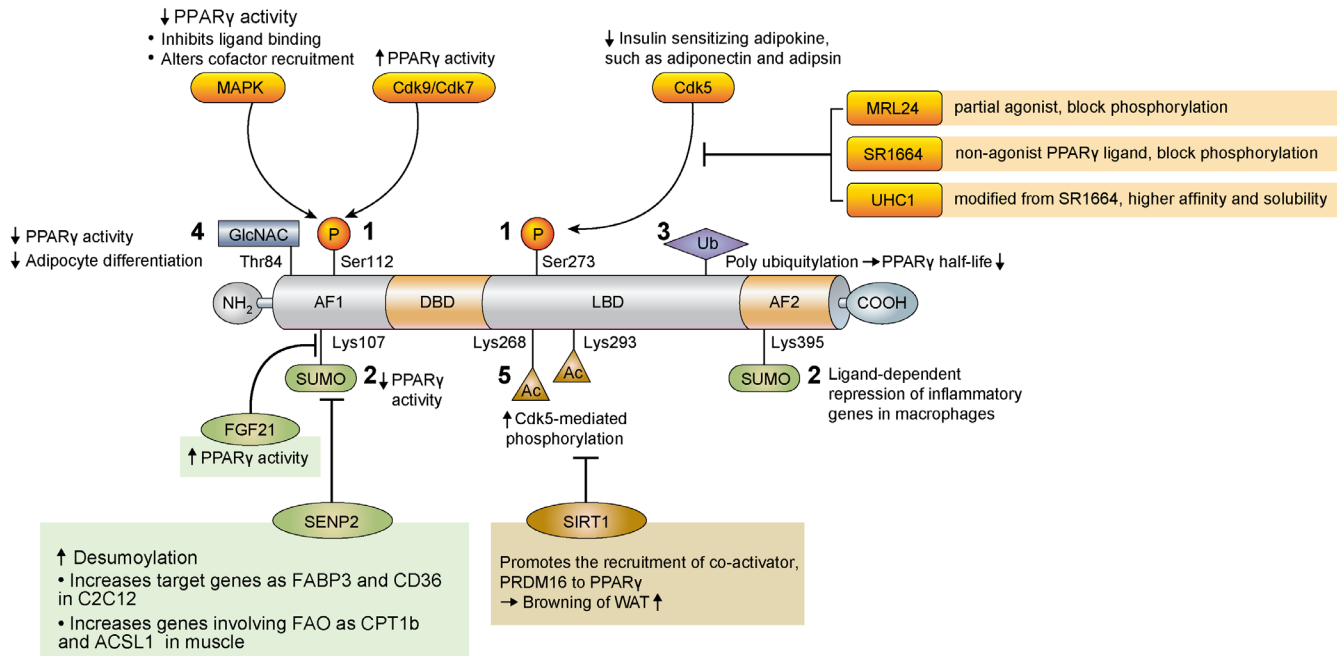 ↓ PPARγ activity
• Inhibits ligand binding
• Alters cofactor recruitment
MAPK
↑ PPARγ activity
Cdk9/Cdk7
↓ Insulin sensitizing adipokine,
such as adiponectin and adipsin
Cdk5
MRL24
partial agonist, block phosphorylation
SR1664
non-agonist PPARγ ligand, block phosphorylation
UHC1
modified from SR1664, higher affinity and solubility
↓ PPARγ activity
↓ Adipocyte differentiation
4
GlcNAC
Thr84
P
1
Ser112
1
P
Ser273
3
Ub
Poly ubiquitylation → PPARγ half-life ↓
NH2
AF1
DBD
LBD
AF2
COOH
Lys107
SUMO
2
↓ PPARγ
activity
Lys268
Lys293
5
Ac
Ac
↑ Cdk5-mediated
phosphorylation
Lys395
SUMO
2
Ligand-dependent
repression of inflammatory
genes in macrophages
FGF21
↑ PPARγ activity
SENP2
↑ Desumoylation
• Increases target genes as FABP3 and CD36
in C2C12
• Increases genes involving FAO as CPT1b
and ACSL1 in muscle
SIRT1
Promotes the recruitment of co-activator,
PRDM16 to PPARγ
→ Browning of WAT ↑